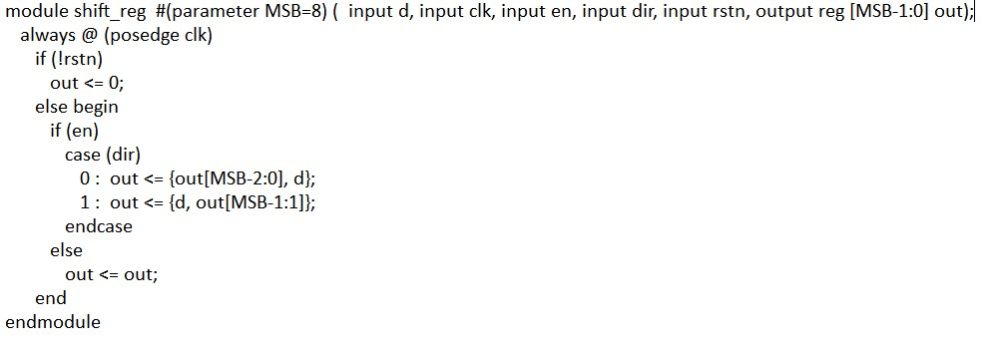 module shift_reg  #(parameter MSB=8) (  input d, input clk, input en, input dir, input rstn, output reg [MSB-1:0] out);
always @ (posedge clk)
if (!rstn)
out <= 0;
else begin
if (en)
case (dir)
0 :  out <= {out[MSB-2:0], d};
1 :  out <= {d, out[MSB-1:1]};
endcase
else
out <= out;
end
endmodule